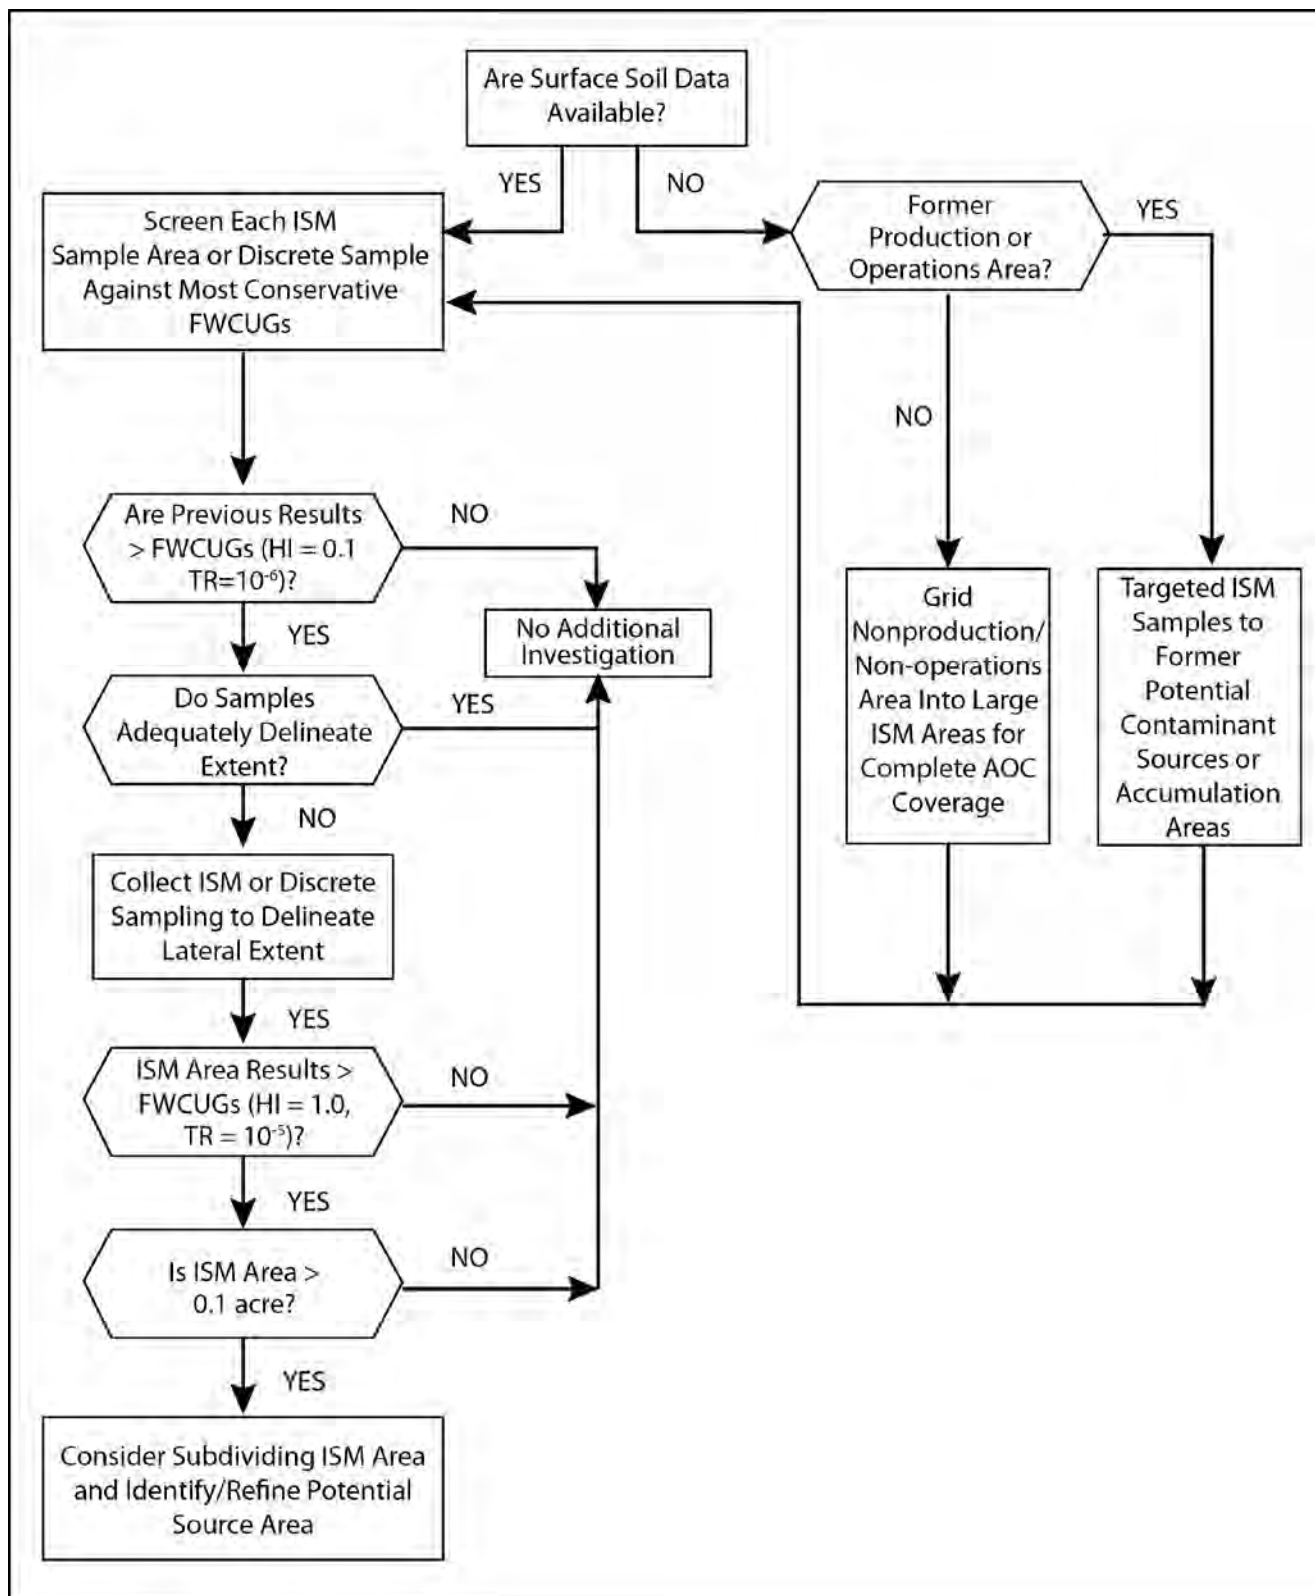 Are Surface Soil Data
Available?
YES
NO
Screen Each ISM
Sample Area or Discrete Sample
Against Most Conservative
FWCUGs
Former
Production or
Operations Area?
YES
NO
Are Previous Results
> FWCUGs (HI = 0.1
TR=10⁻⁶)?
NO
YES
No Additional
Investigation
Grid
Nonproduction/
Non-operations
Area Into Large
ISM Areas for
Complete AOC
Coverage
Targeted ISM
Samples to
Former
Potential
Contaminant
Sources or
Accumulation
Areas
Do Samples
Adequately Delineate
Extent?
YES
NO
Collect ISM or Discrete
Sampling to Delineate
Lateral Extent
YES
ISM Area Results >
FWCUGs (HI = 1.0,
TR = 10⁻⁵)?
NO
YES
Is ISM Area >
0.1 acre?
NO
YES
Consider Subdividing ISM Area
and Identify/Refine Potential
Source Area